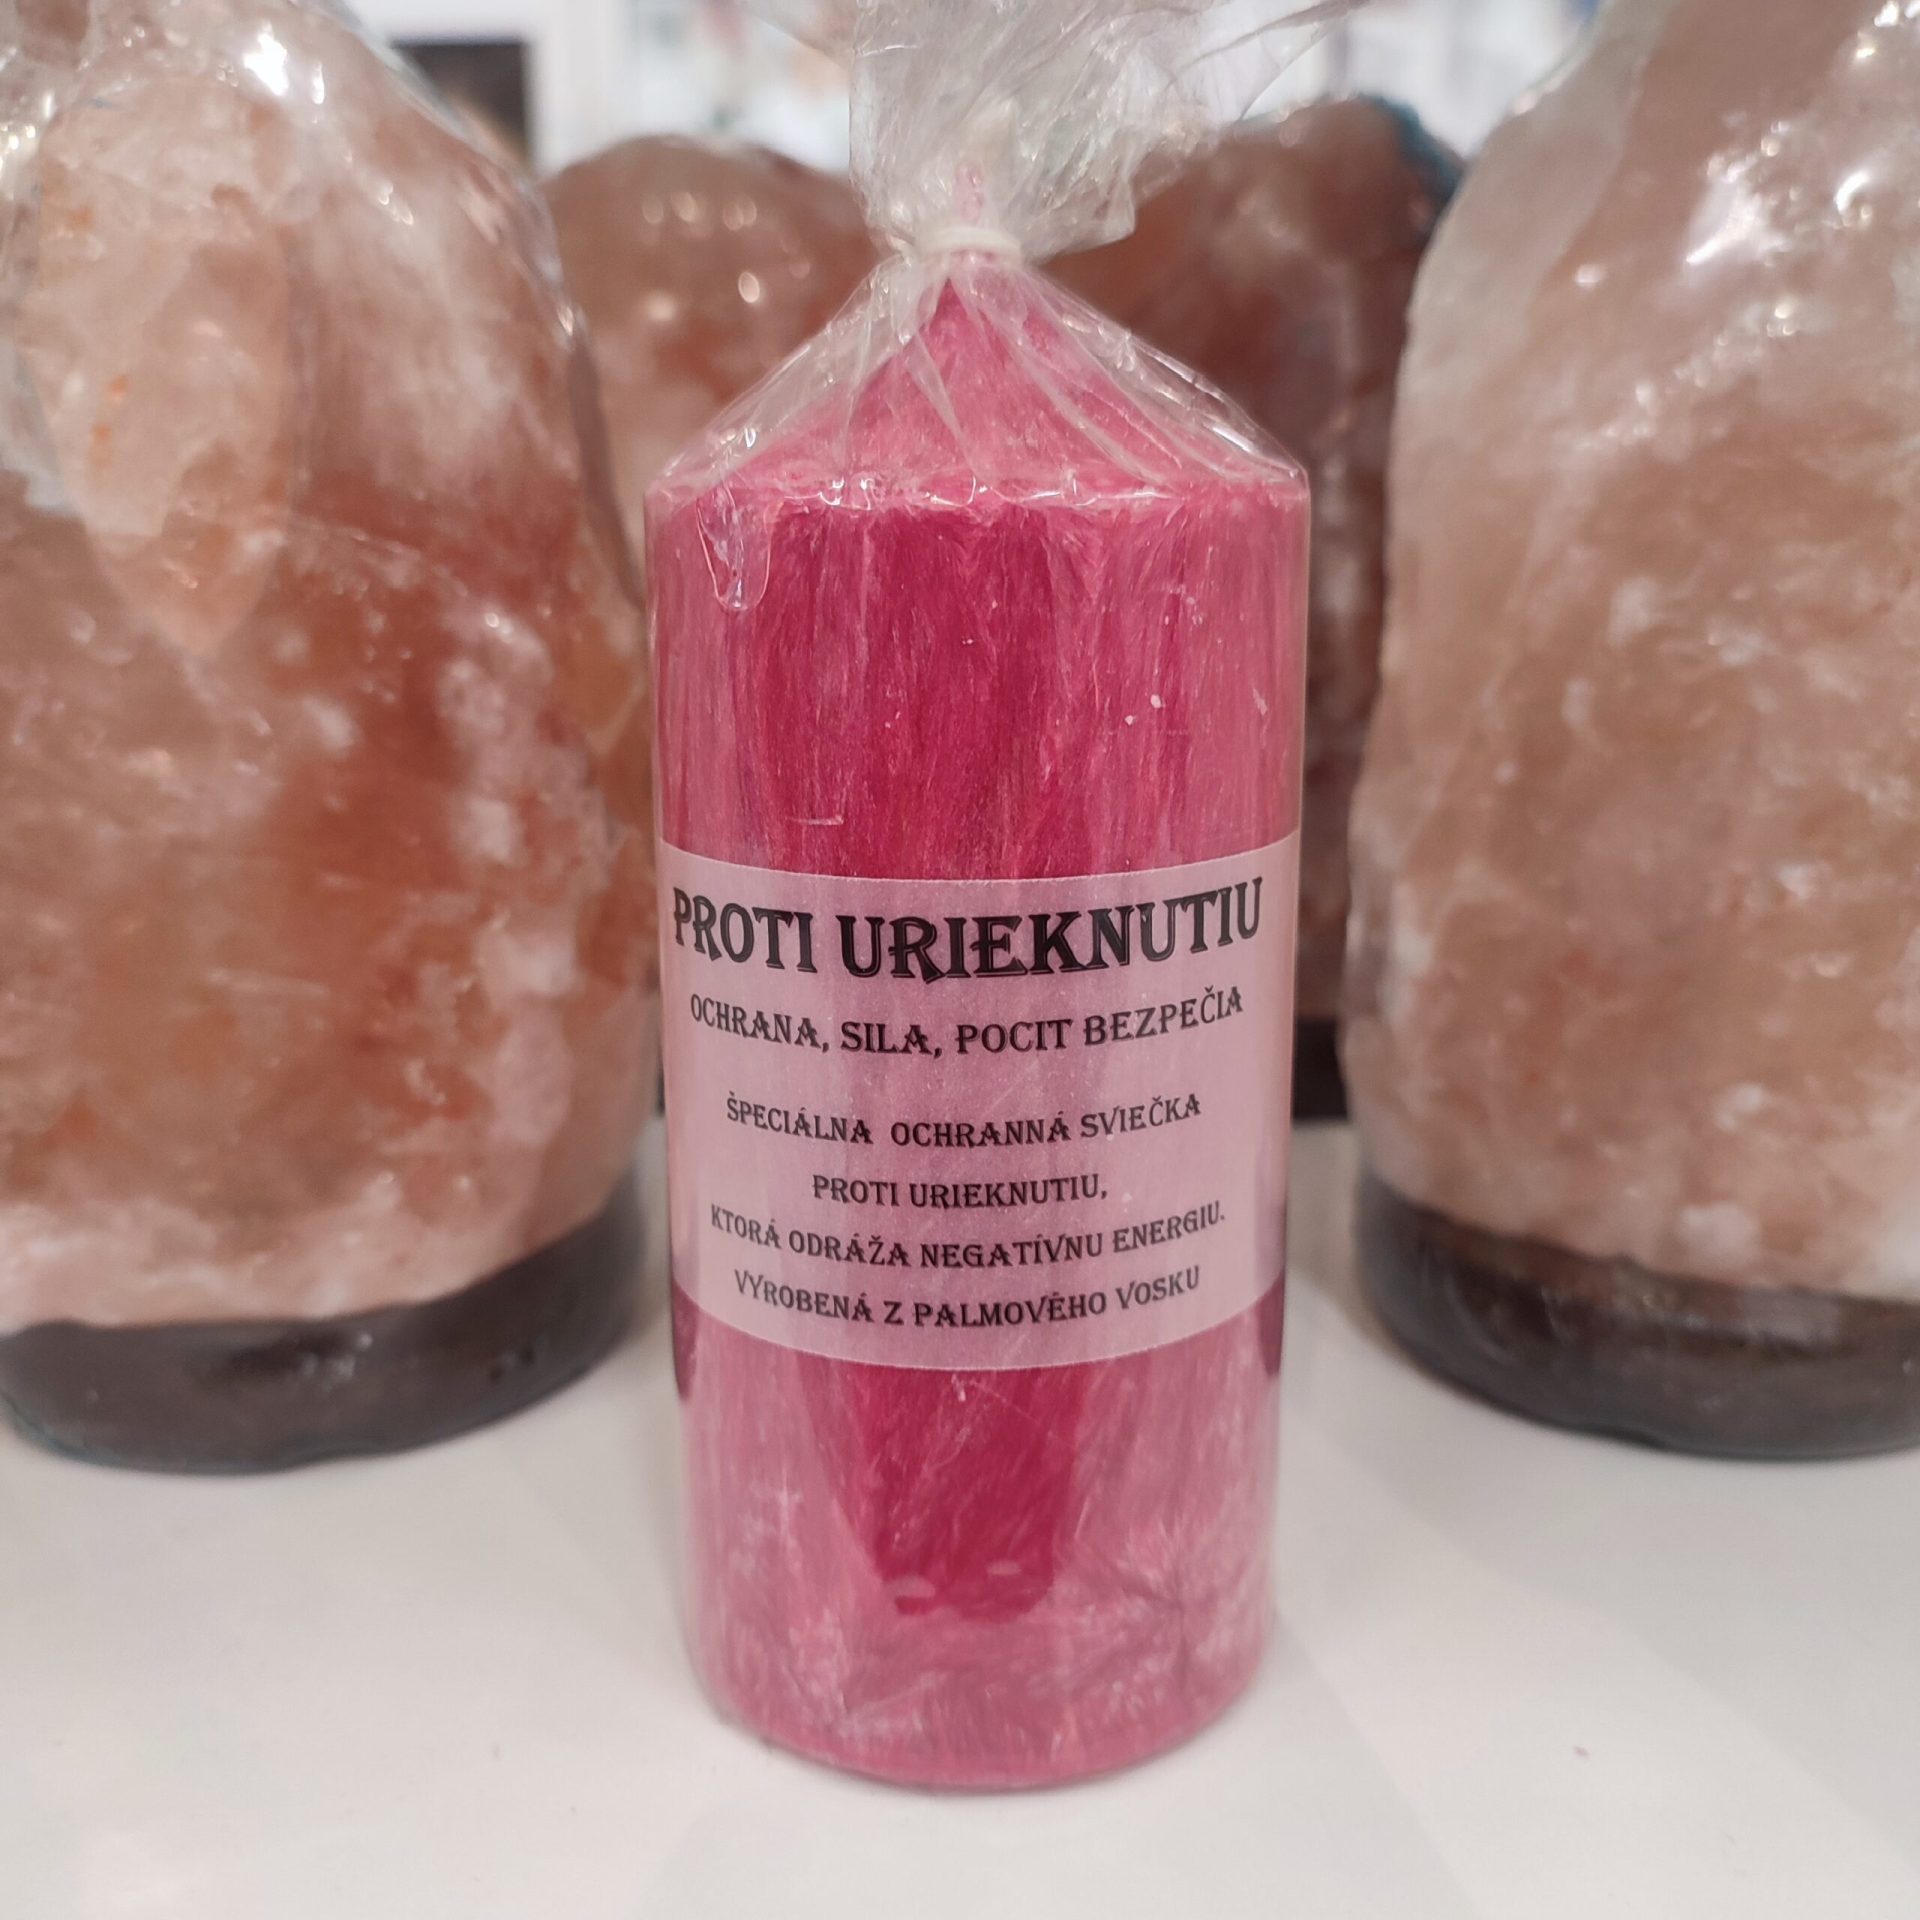 PROTI URIEKNUTIU
OCHRANA, SILA, POCIT BEZPEČIA
ŠPECIÁLNA OCHRANNÁ SVIEČKA
PROTI URIEKNUTIU,
KTORÁ ODRÁŽA NEGATÍVNU ENERGIU.
VYROBENÁ Z PALMOVÉHO VOSKU